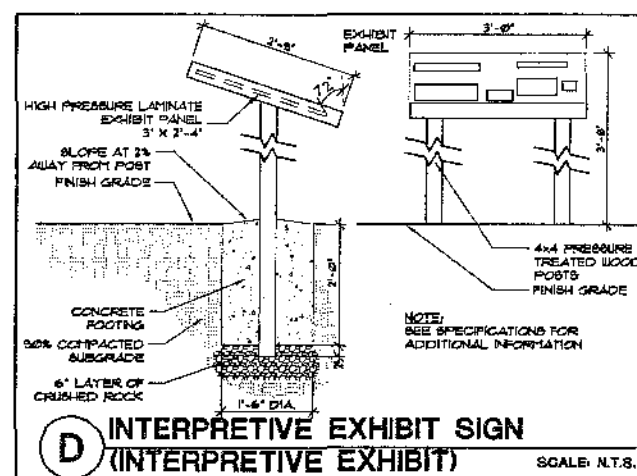 2'-8"
EXHIBIT
PANEL
3'-0"
HIGH PRESSURE LAMINATE
EXHIBIT PANEL
3' X 2'-4"
SLOPE AT 2%
AWAY FROM POST
FINISH GRADE
3'-6"
2'-0"
4x4 PRESSURE
TREATED WOOD
POSTS
FINISH GRADE
CONCRETE
FOOTING
90% COMPACTED
SUBGRADE
6" LAYER OF
CRUSHED ROCK
1'-6" DIA.
NOTE:
SEE SPECIFICATIONS FOR
ADDITIONAL INFORMATION
D
INTERPRETIVE EXHIBIT SIGN
(INTERPRETIVE EXHIBIT)
SCALE: N.T.S.